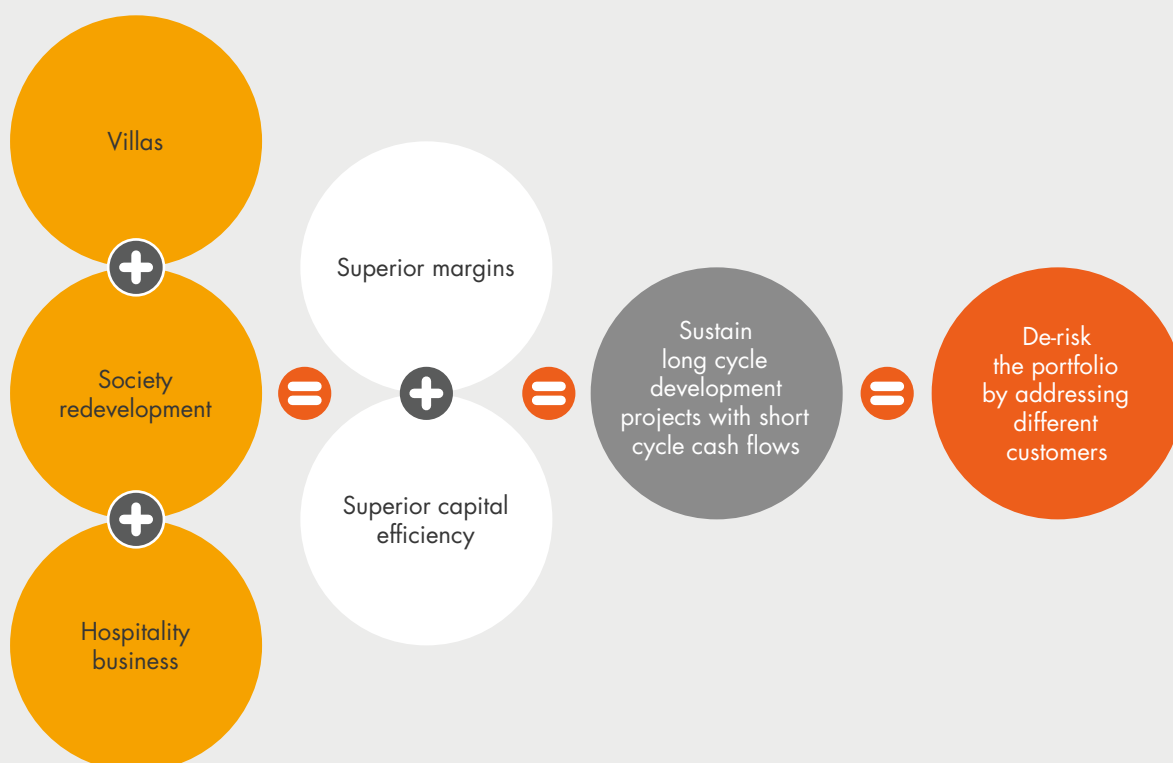 Villas
Society
redevelopment
Hospitality
business
Superior margins
Superior capital
efficiency
Sustain
long cycle
development
projects with short
cycle cash flows
De-risk
the portfolio
by addressing
different
customers